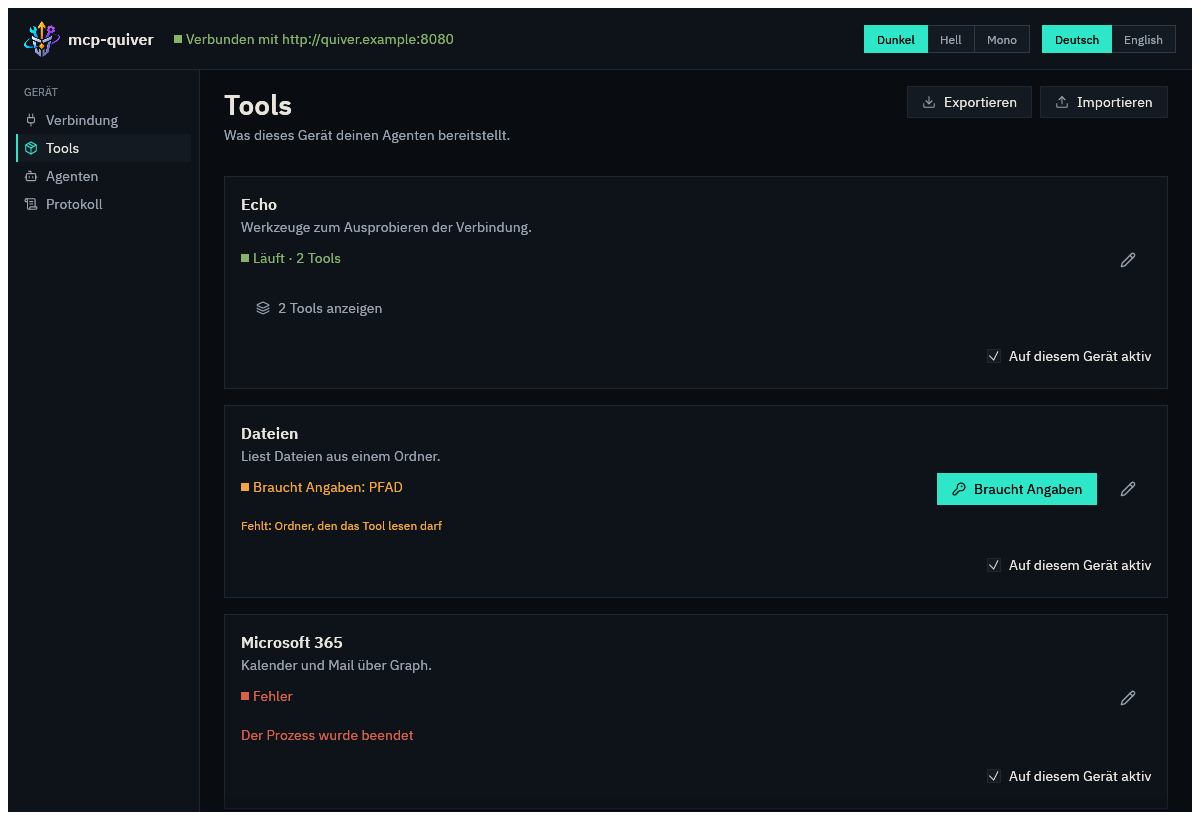 mcp-quiver
Verbunden mit http://quiver.example:8080
Dunkel
Hell
Mono
Deutsch
English
GERÄT
Verbindung
Tools
Agenten
Protokoll
Tools
Was dieses Gerät deinen Agenten bereitstellt.
Exportieren
Importieren
Echo
Werkzeuge zum Ausprobieren der Verbindung.
Läuft · 2 Tools
2 Tools anzeigen
Auf diesem Gerät aktiv
Dateien
Liest Dateien aus einem Ordner.
Braucht Angaben: PFAD
Braucht Angaben
Fehlt: Ordner, den das Tool lesen darf
Auf diesem Gerät aktiv
Microsoft 365
Kalender und Mail über Graph.
Fehler
Der Prozess wurde beendet
Auf diesem Gerät aktiv